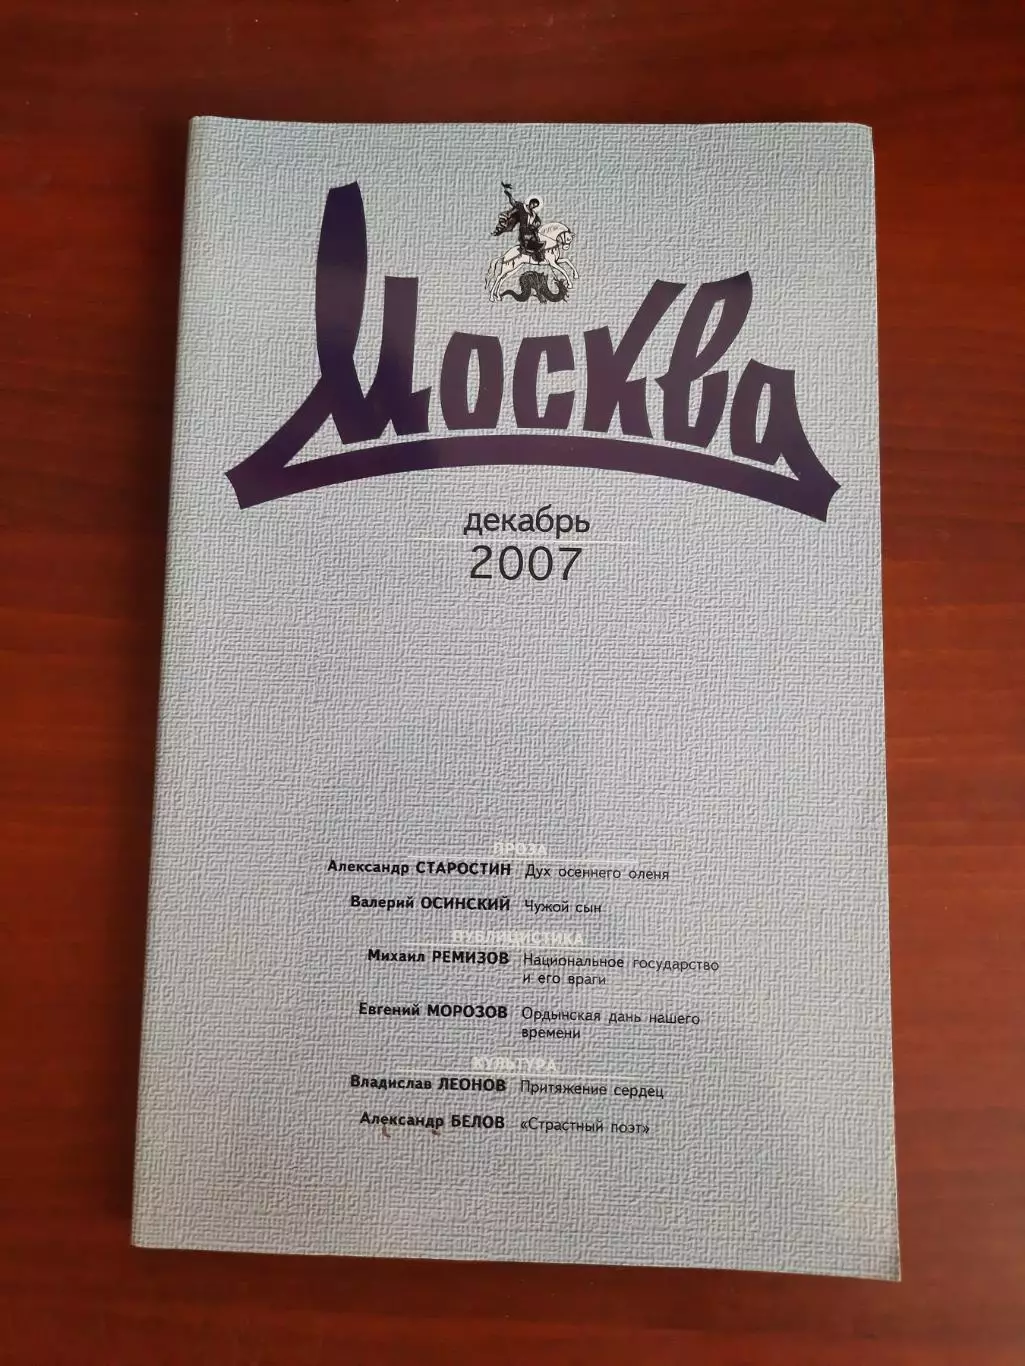 Москва
декабрь
2007
ПРОЗА
Александр СТАРОСТИН Дух осеннего оленя
Валерий ОСИНСКИЙ Чужой сын
ПУБЛИЦИСТИКА
Михаил РЕМИЗОВ Национальное государство
и его враги
Евгений МОРОЗОВ Ордынская дань нашего
времени
КУЛЬТУРА
Владислав ЛЕОНОВ Притяжение сердец
Александр БЕЛОВ «Страстный поэт»